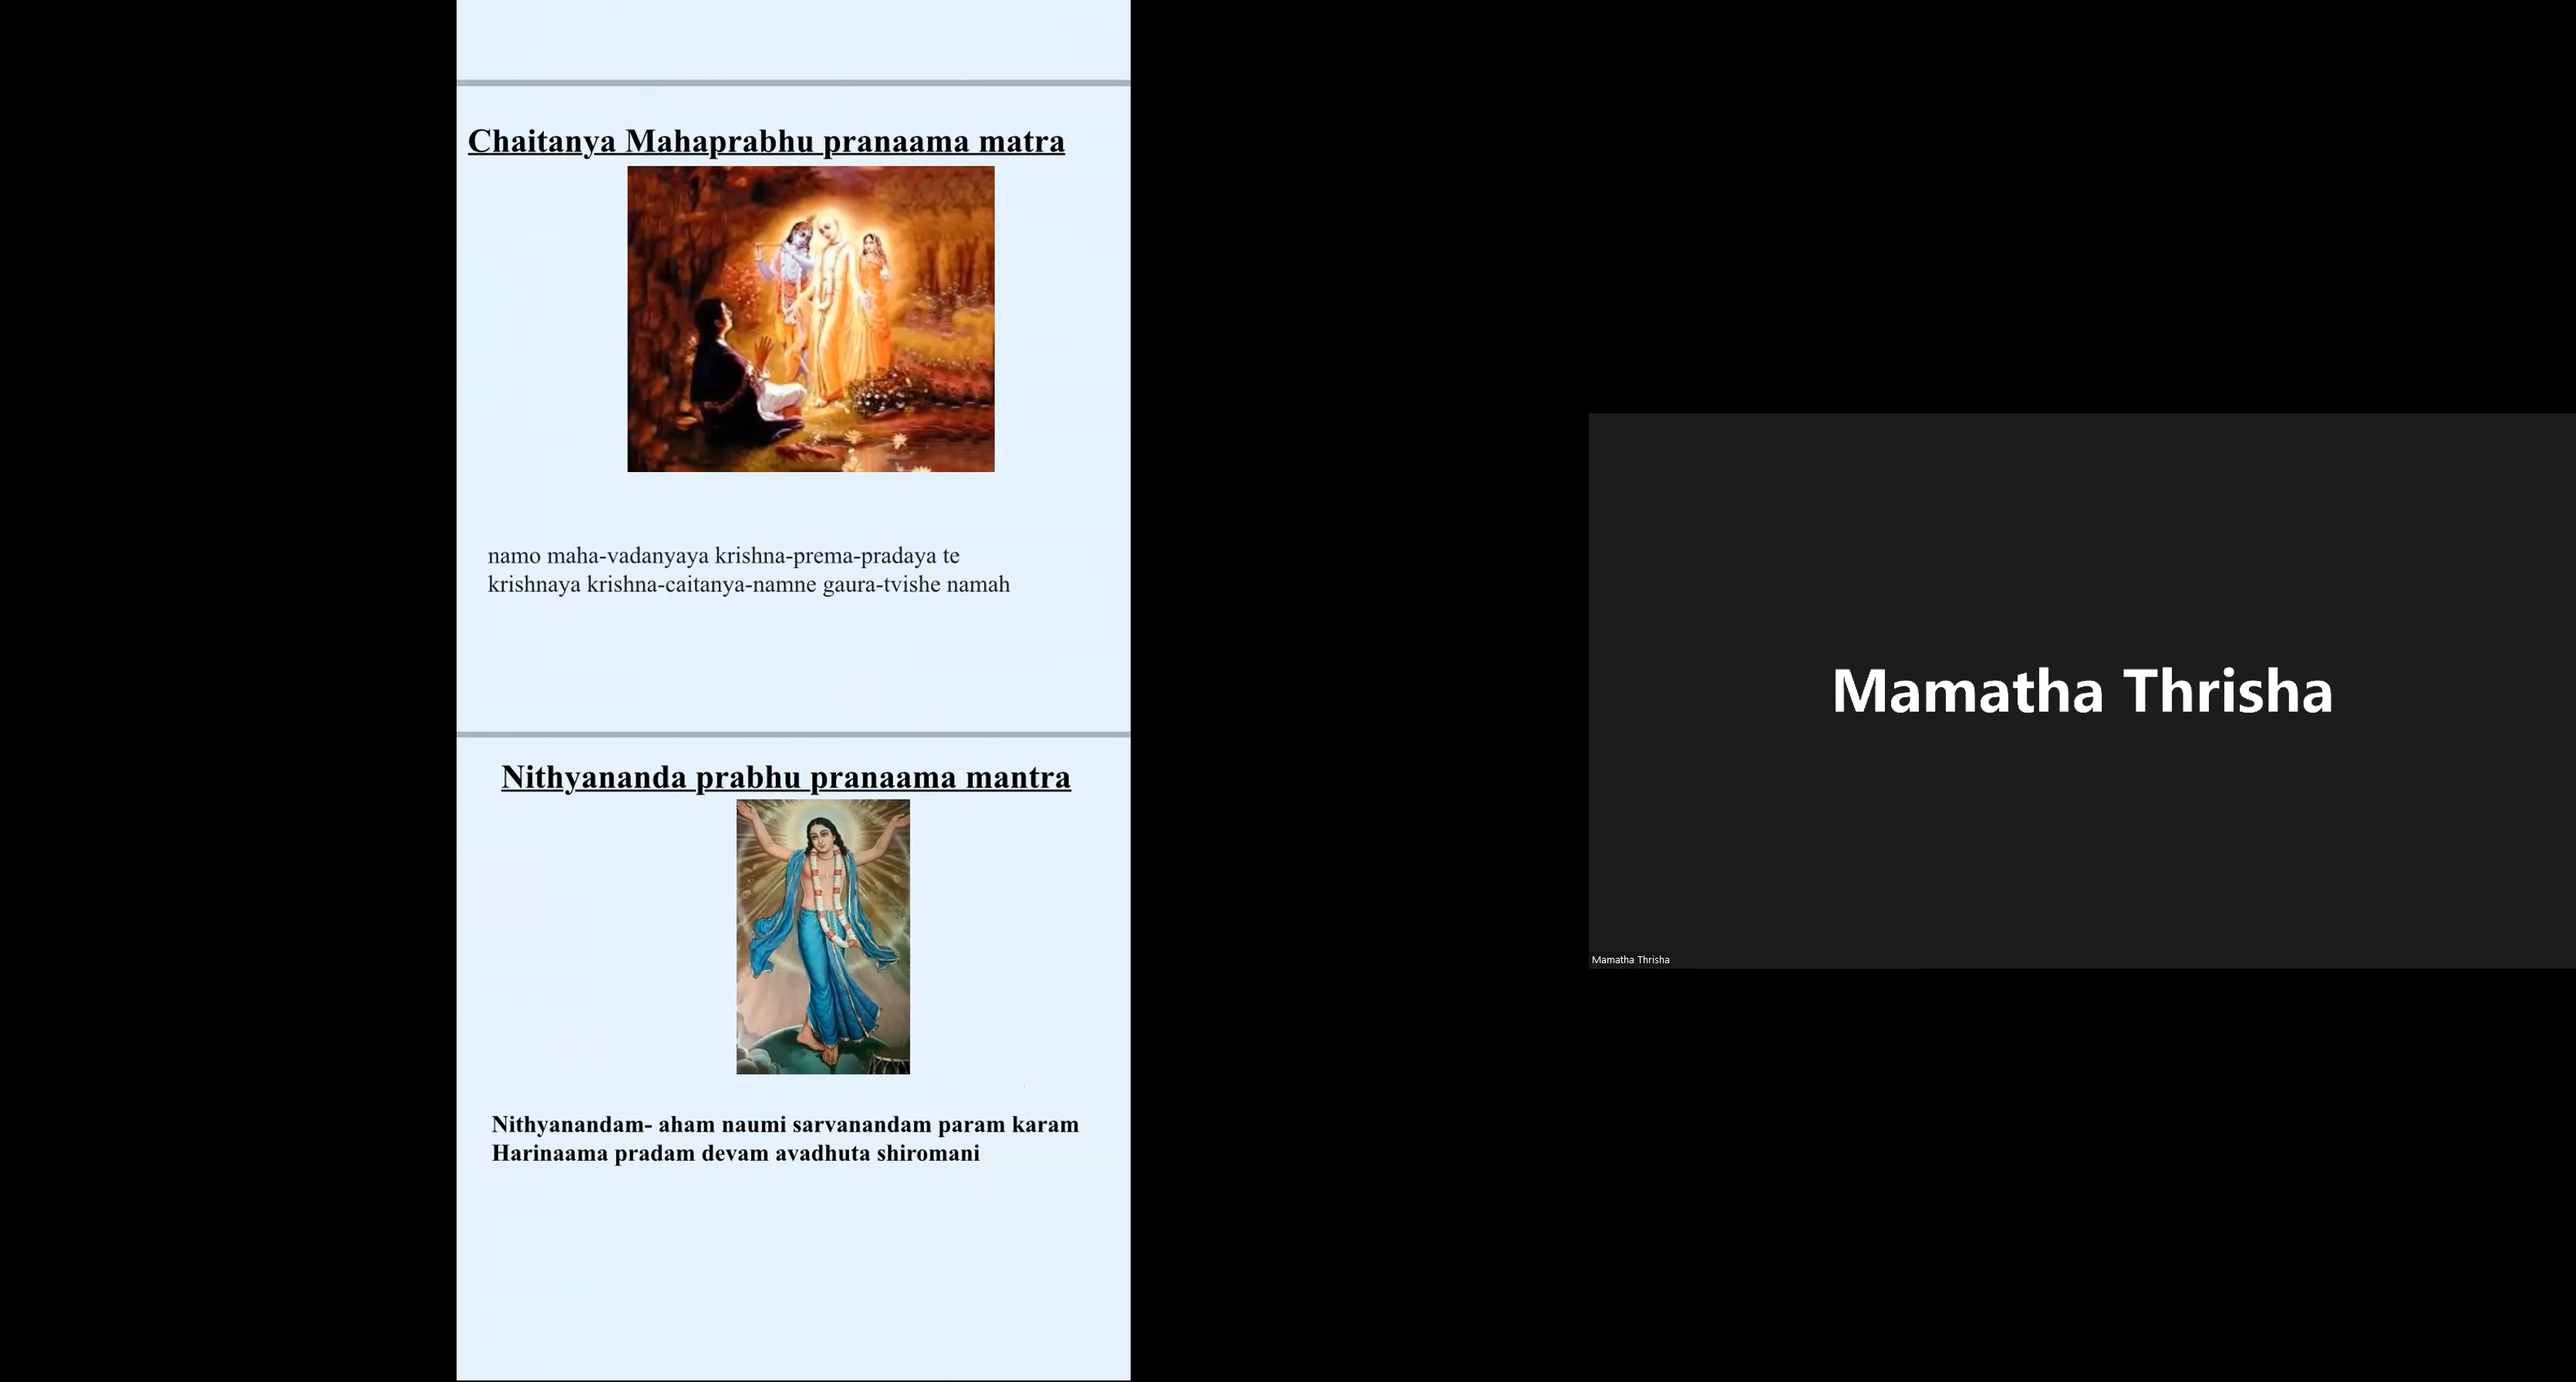 Chaitanya Mahaprabhu pranaama matra
namo maha-vadanyaya krishna-prema-pradaya te
krishnaya krishna-caitanya-namne gaura-tvishe namah
Nithyananda prabhu pranaama mantra
Nithyanandam- aham naumi sarvanandam param karam
Harinaama pradam devam avadhuta shiromani
Mamatha Thrisha
Mamatha Thrisha